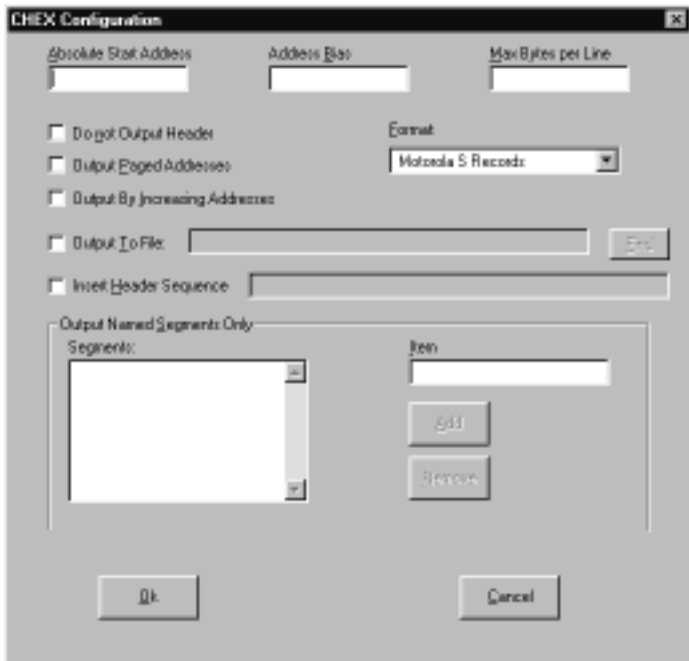 CHEX Configuration
Absolute Start Address
Address Bias
Max Bytes per Line
Do not Output Header
Format
Output Paged Addresses
Motorola S Records
Output By Increasing Addresses
Output To File:
Insert Header Sequence
Output Named Segments Only
Segments:
Item
Add
Remove
Ok
Cancel